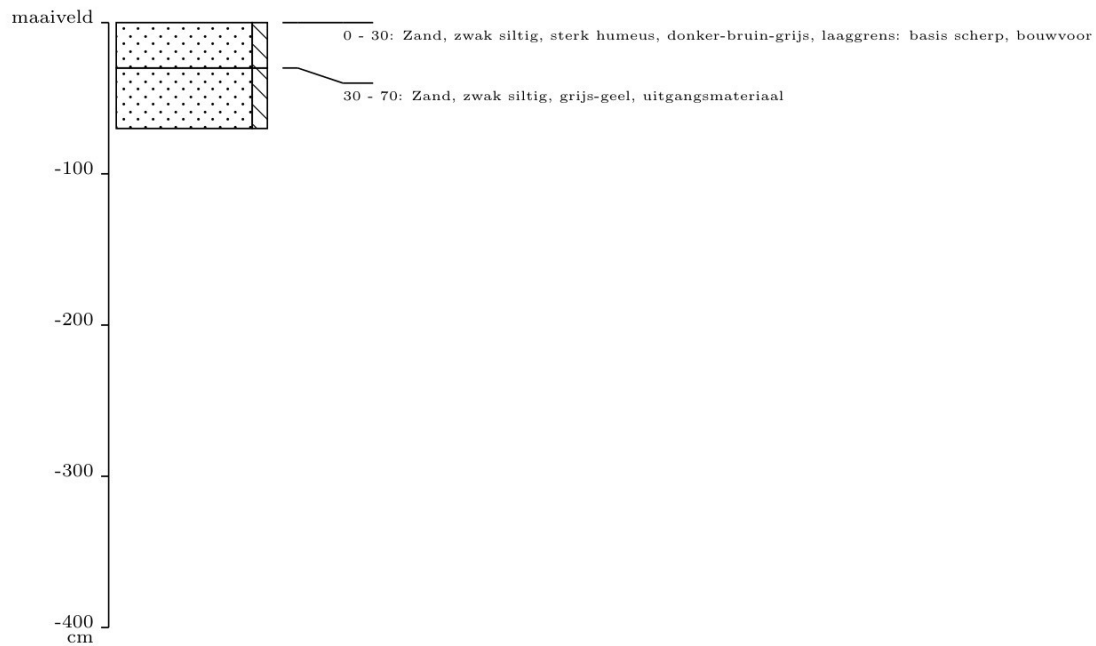 maaiveld
0 - 30: Zand, zwak siltig, sterk humeus, donker-bruin-grijs, laaggrens: basis scherp, bouwvoor
30 - 70: Zand, zwak siltig, grijs-geel, uitgangsmateriaal
-100
-200
-300
-400
cm